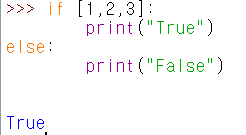 >>> if [1,2,3]:
        print("True")
else:
        print("False")
True